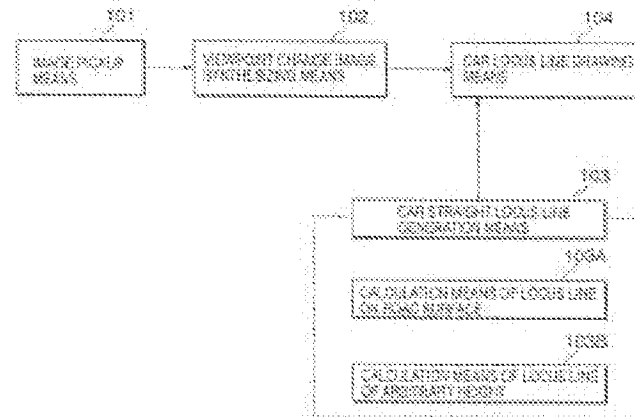 101
102
104
IMAGE PICKUP
MEANS
VIEWPOINT CHANGE IMAGE
SYNTHESIZING MEANS
CAR LOCUS LINE DRAWING
MEANS
103
CAR STRAIGHT LOCUS LINE
GENERATION MEANS
103A
CALCULATION MEANS OF LOCUS LINE
ON ROAD SURFACE
103B
CALCULATION MEANS OF LOCUS LINE
OF ARBITRARY HEIGHT